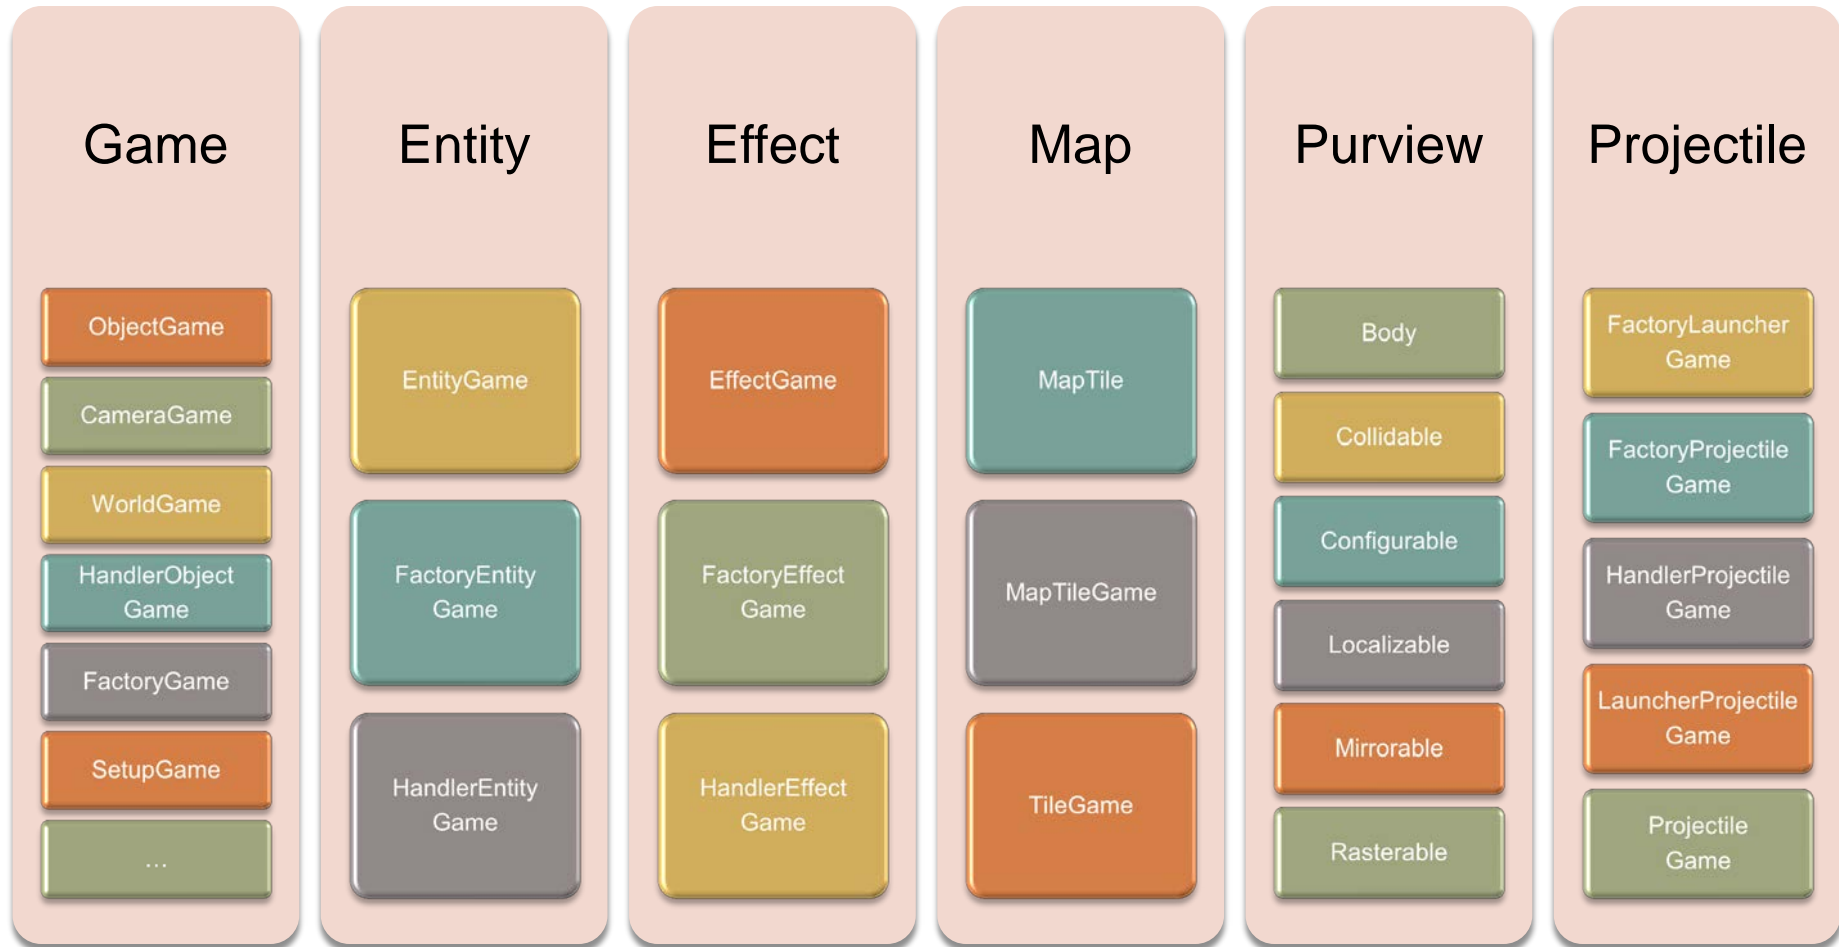 Game
ObjectGame
CameraGame
WorldGame
HandlerObject
Game
FactoryGame
SetupGame
...
Entity
EntityGame
FactoryEntity
Game
HandlerEntity
Game
Effect
EffectGame
FactoryEffect
Game
HandlerEffect
Game
Map
MapTile
MapTileGame
TileGame
Purview
Body
Collidable
Configurable
Localizable
Mirrorable
Rasterable
Projectile
FactoryLauncher
Game
FactoryProjectile
Game
HandlerProjectile
Game
LauncherProjectile
Game
Projectile
Game